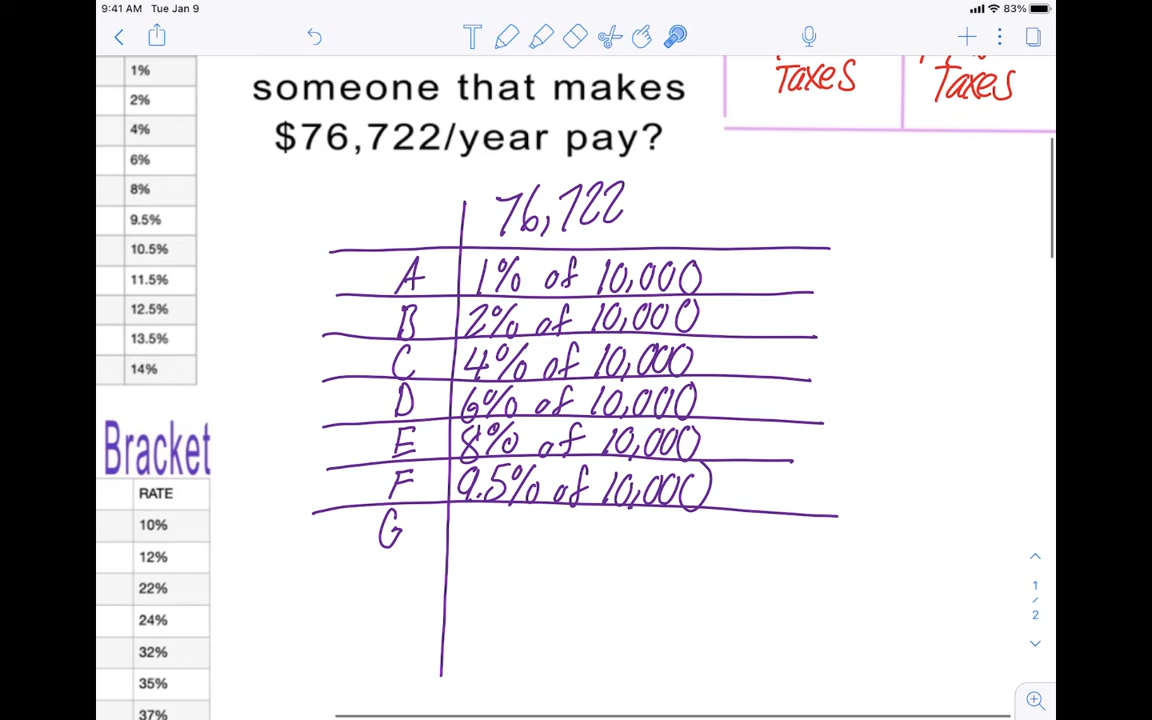 9:41 AM Tue Jan 9
83%
1%
2%
4%
6%
8%
9.5%
10.5%
11.5%
12.5%
13.5%
14%
Bracket
RATE
10%
12%
22%
24%
32%
35%
37%
someone that makes
$76,722/year pay?
Taxes
Taxes
76,722
A 1% of 10,000
B 2% of 10,000
C 4% of 10,000
D 6% of 10,000
E 8% of 10,000
F 9.5% of 10,000
G
1
/
2